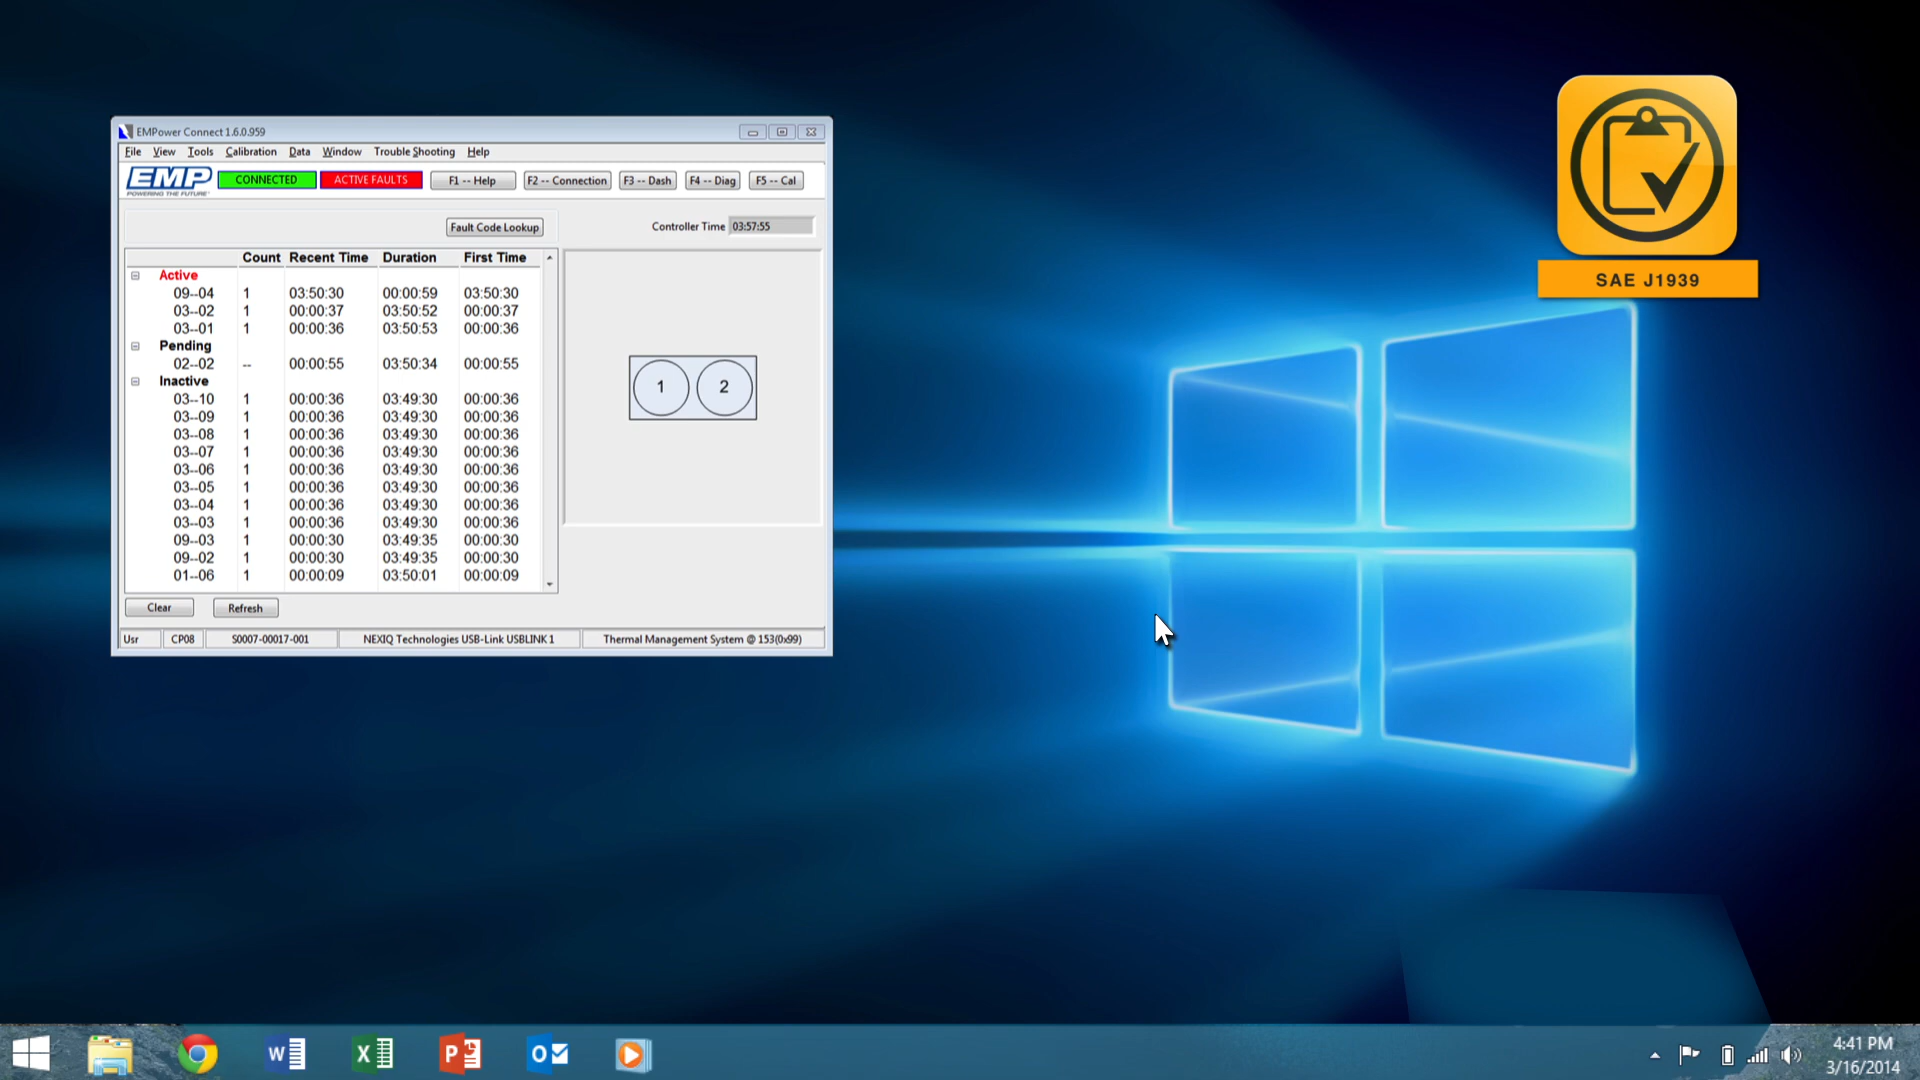 EMPower Connect 1.6.0.959
File View Tools Calibration Data Window Trouble Shooting Help
EMP
POWERING THE FUTURE
CONNECTED ACTIVE FAULTS F1 -- Help F2 -- Connection F3 -- Dash F4 -- Diag F5 -- Cal
Fault Code Lookup Controller Time 03:57:55
Count Recent Time Duration First Time
Active
09--04 1 03:50:30 00:00:59 03:50:30
03--02 1 00:00:37 03:50:52 00:00:37
03--01 1 00:00:36 03:50:53 00:00:36
Pending
02--02 -- 00:00:55 03:50:34 00:00:55
Inactive
03--10 1 00:00:36 03:49:30 00:00:36
03--09 1 00:00:36 03:49:30 00:00:36
03--08 1 00:00:36 03:49:30 00:00:36
03--07 1 00:00:36 03:49:30 00:00:36
03--06 1 00:00:36 03:49:30 00:00:36
03--05 1 00:00:36 03:49:30 00:00:36
03--04 1 00:00:36 03:49:30 00:00:36
03--03 1 00:00:36 03:49:30 00:00:36
09--03 1 00:00:30 03:49:35 00:00:30
09--02 1 00:00:30 03:49:35 00:00:30
01--06 1 00:00:09 03:50:01 00:00:09
1 2
Clear Refresh
Usr CP08 S0007-00017-001 NEXIQ Technologies USB-Link USBLINK 1 Thermal Management System @ 153(0x99)
SAE J1939
W X P O
4:41 PM
3/16/2014